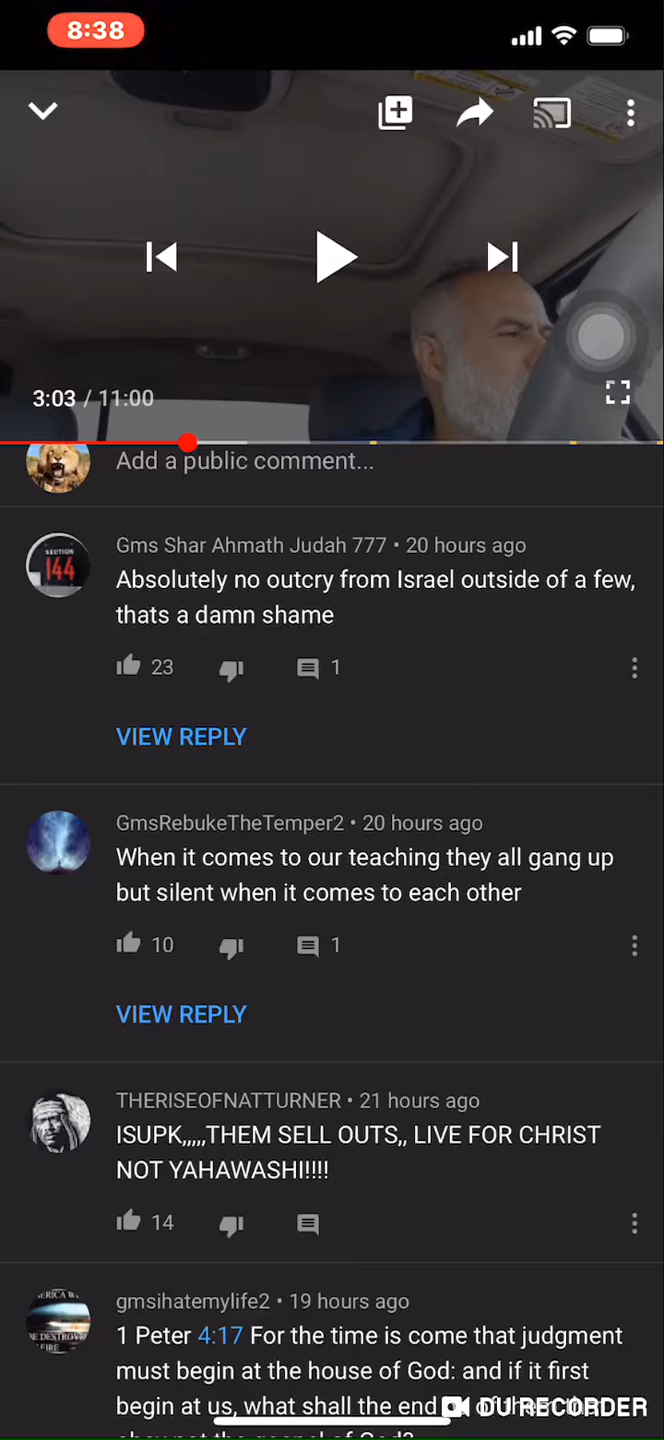 8:38
3:03 / 11:00
Add a public comment...
SECTION
144
Gms Shar Ahmath Judah 777 • 20 hours ago
Absolutely no outcry from Israel outside of a few,
thats a damn shame
23
1
VIEW REPLY
GmsRebukeTheTemper2 • 20 hours ago
When it comes to our teaching they all gang up
but silent when it comes to each other
10
1
VIEW REPLY
THERISEOFNATTURNER • 21 hours ago
ISUPK,,,,,THEM SELL OUTS,, LIVE FOR CHRIST
NOT YAHAWASHI!!!!
14
gmsihatemylife2 • 19 hours ago
1 Peter 4:17 For the time is come that judgment
must begin at the house of God: and if it first
begin at us, what shall the end
DU RECORDER